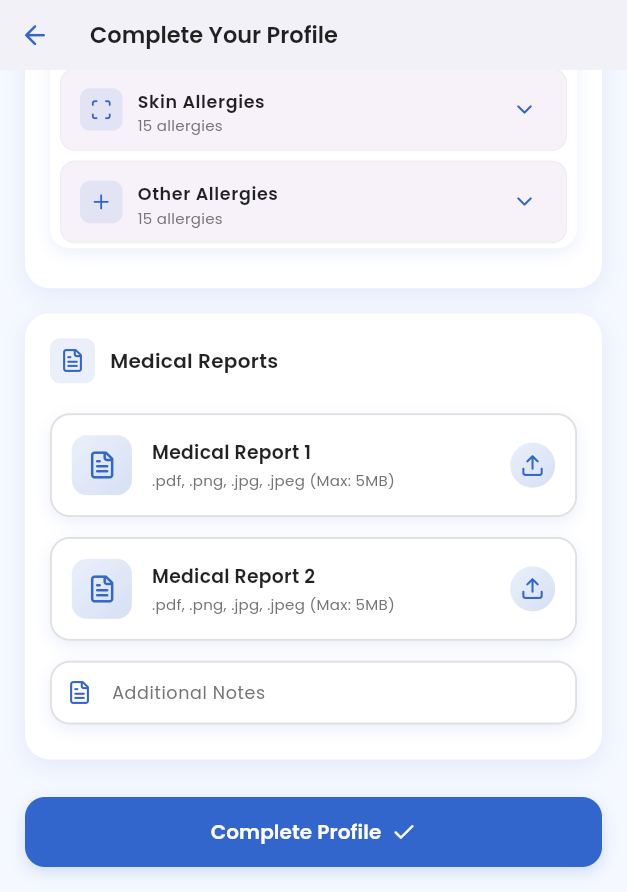 Complete Your Profile
Skin Allergies
15 allergies
Other Allergies
15 allergies
Medical Reports
Medical Report 1
.pdf, .png, .jpg, .jpeg (Max: 5MB)
Medical Report 2
.pdf, .png, .jpg, .jpeg (Max: 5MB)
Additional Notes
Complete Profile